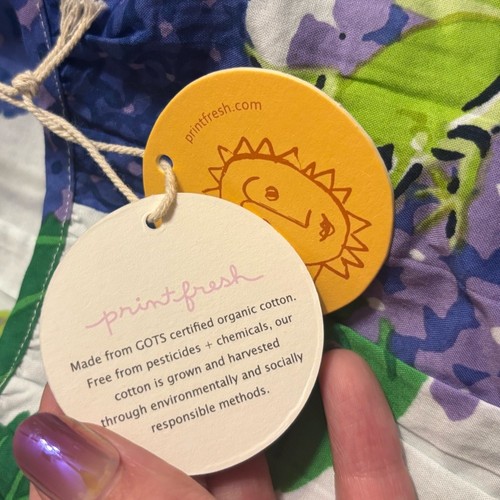 printfresh.com
printfresh
Made from GOTS certified organic cotton.
Free from pesticides + chemicals, our
cotton is grown and harvested
through environmentally and socially
responsible methods.